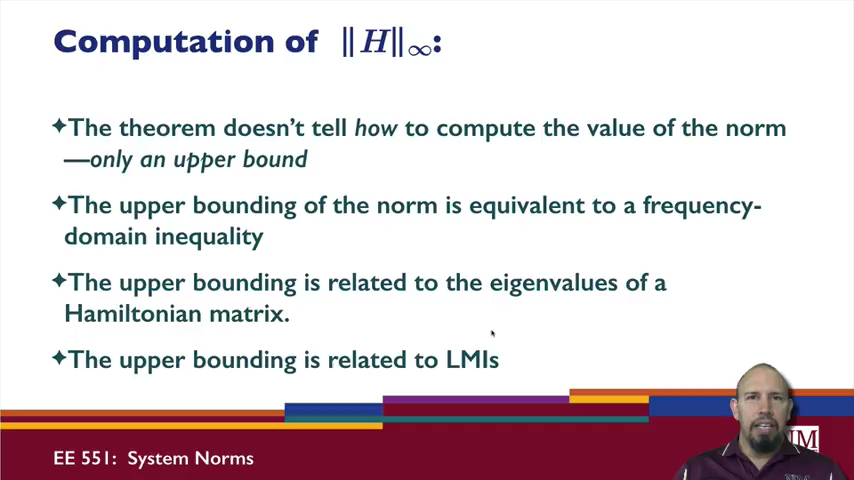 Computation of ‖H‖∞:
✦The theorem doesn't tell how to compute the value of the norm
—only an upper bound
✦The upper bounding of the norm is equivalent to a frequency-
domain inequality
✦The upper bounding is related to the eigenvalues of a
Hamiltonian matrix.
✦The upper bounding is related to LMIs
EE 551: System Norms